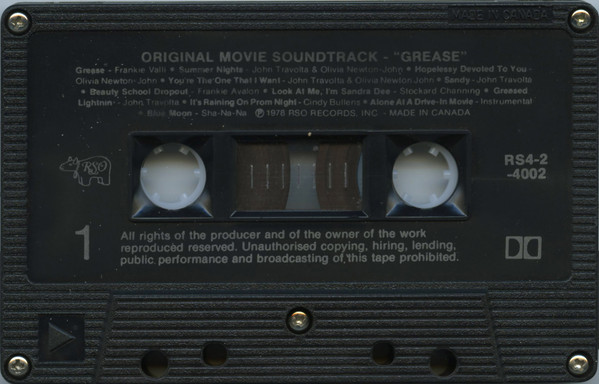 MADE IN CANADA
ORIGINAL MOVIE SOUNDTRACK - "GREASE"
Grease - Frankie Valli • Summer Nights - John Travolta & Olivia Newton-John • Hopelessy Devoted To You -
Olivia Newton-John • You're The One That I Want - John Travolta & Olivia Newton-John • Sandy - John Travolta
• Beauty School Dropout - Frankie Avalon • Look At Me, I'm Sandra Dee - Stockard Channing • Greased
Lightnin' - John Travolta • It's Raining On Prom Night - Cindy Bullens • Alone At A Drive-In Movie - Instrumental
• Blue Moon - Sha-Na-Na ℗ 1978 RSO RECORDS, INC. - MADE IN CANADA
RSO
RS4-2
-4002
1
All rights of the producer and of the owner of the work
reproduced reserved. Unauthorised copying, hiring, lending,
public performance and broadcasting of this tape prohibited.